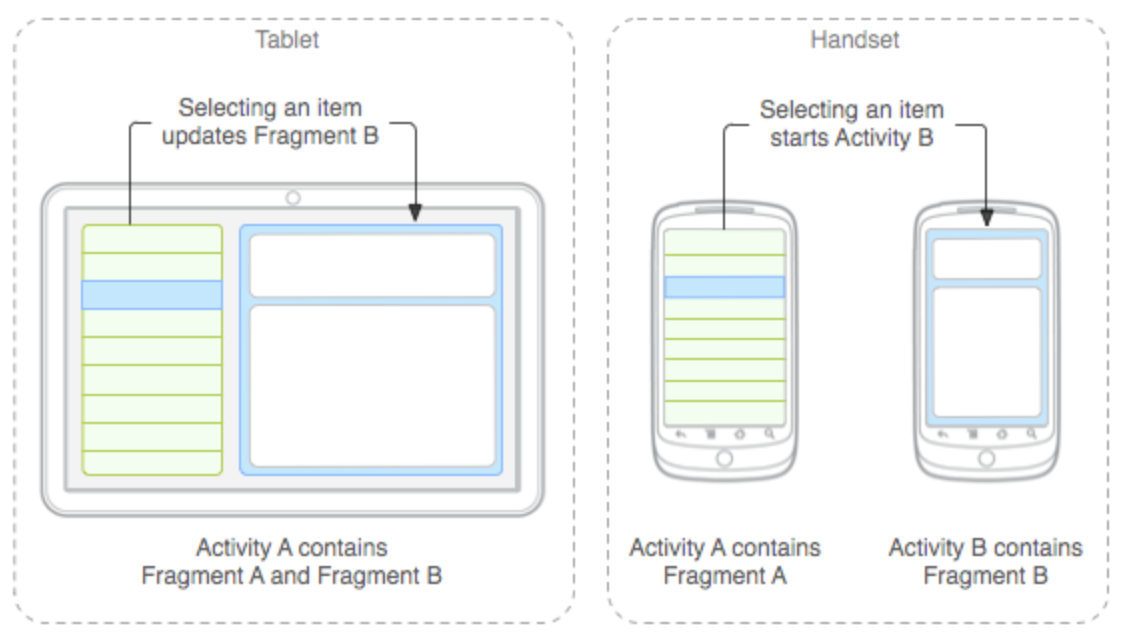 Tablet
Selecting an item
updates Fragment B
Activity A contains
Fragment A and Fragment B
Handset
Selecting an item
starts Activity B
Activity A contains
Fragment A
Activity B contains
Fragment B